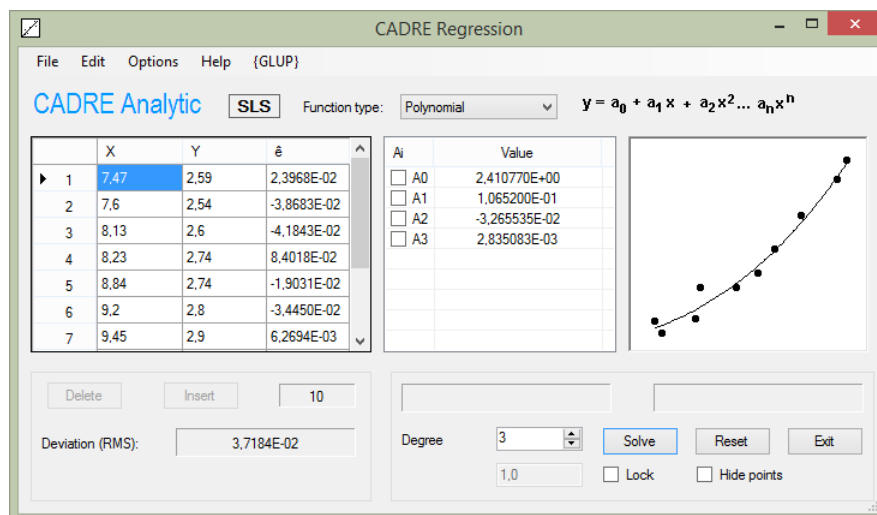 CADRE Regression
File Edit Options Help {GLUP}
CADRE Analytic SLS Function type: Polynomial y = a0 + a1 x + a2x2... anxn
X Y ê
1 7,47 2,59 2,3968E-02
2 7,6 2,54 -3,8683E-02
3 8,13 2,6 -4,1843E-02
4 8,23 2,74 8,4018E-02
5 8,84 2,74 -1,9031E-02
6 9,2 2,8 -3,4450E-02
7 9,45 2,9 6,2694E-03
Ai Value
A0 2,410770E+00
A1 1,065200E-01
A2 -3,265535E-02
A3 2,835083E-03
Delete Insert 10
Deviation (RMS): 3,7184E-02
Degree 3 Solve Reset Exit
1,0 Lock Hide points